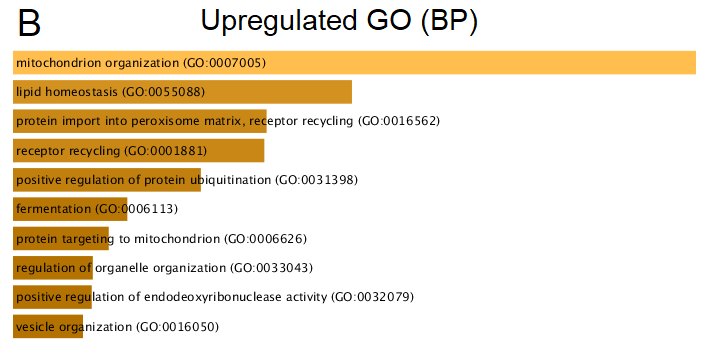 B
Upregulated GO (BP)
mitochondrion organization (GO:0007005)
lipid homeostasis (GO:0055088)
protein import into peroxisome matrix, receptor recycling (GO:0016562)
receptor recycling (GO:0001881)
positive regulation of protein ubiquitination (GO:0031398)
fermentation (GO:0006113)
protein targeting to mitochondrion (GO:0006626)
regulation of organelle organization (GO:0033043)
positive regulation of endodeoxyribonuclease activity (GO:0032079)
vesicle organization (GO:0016050)